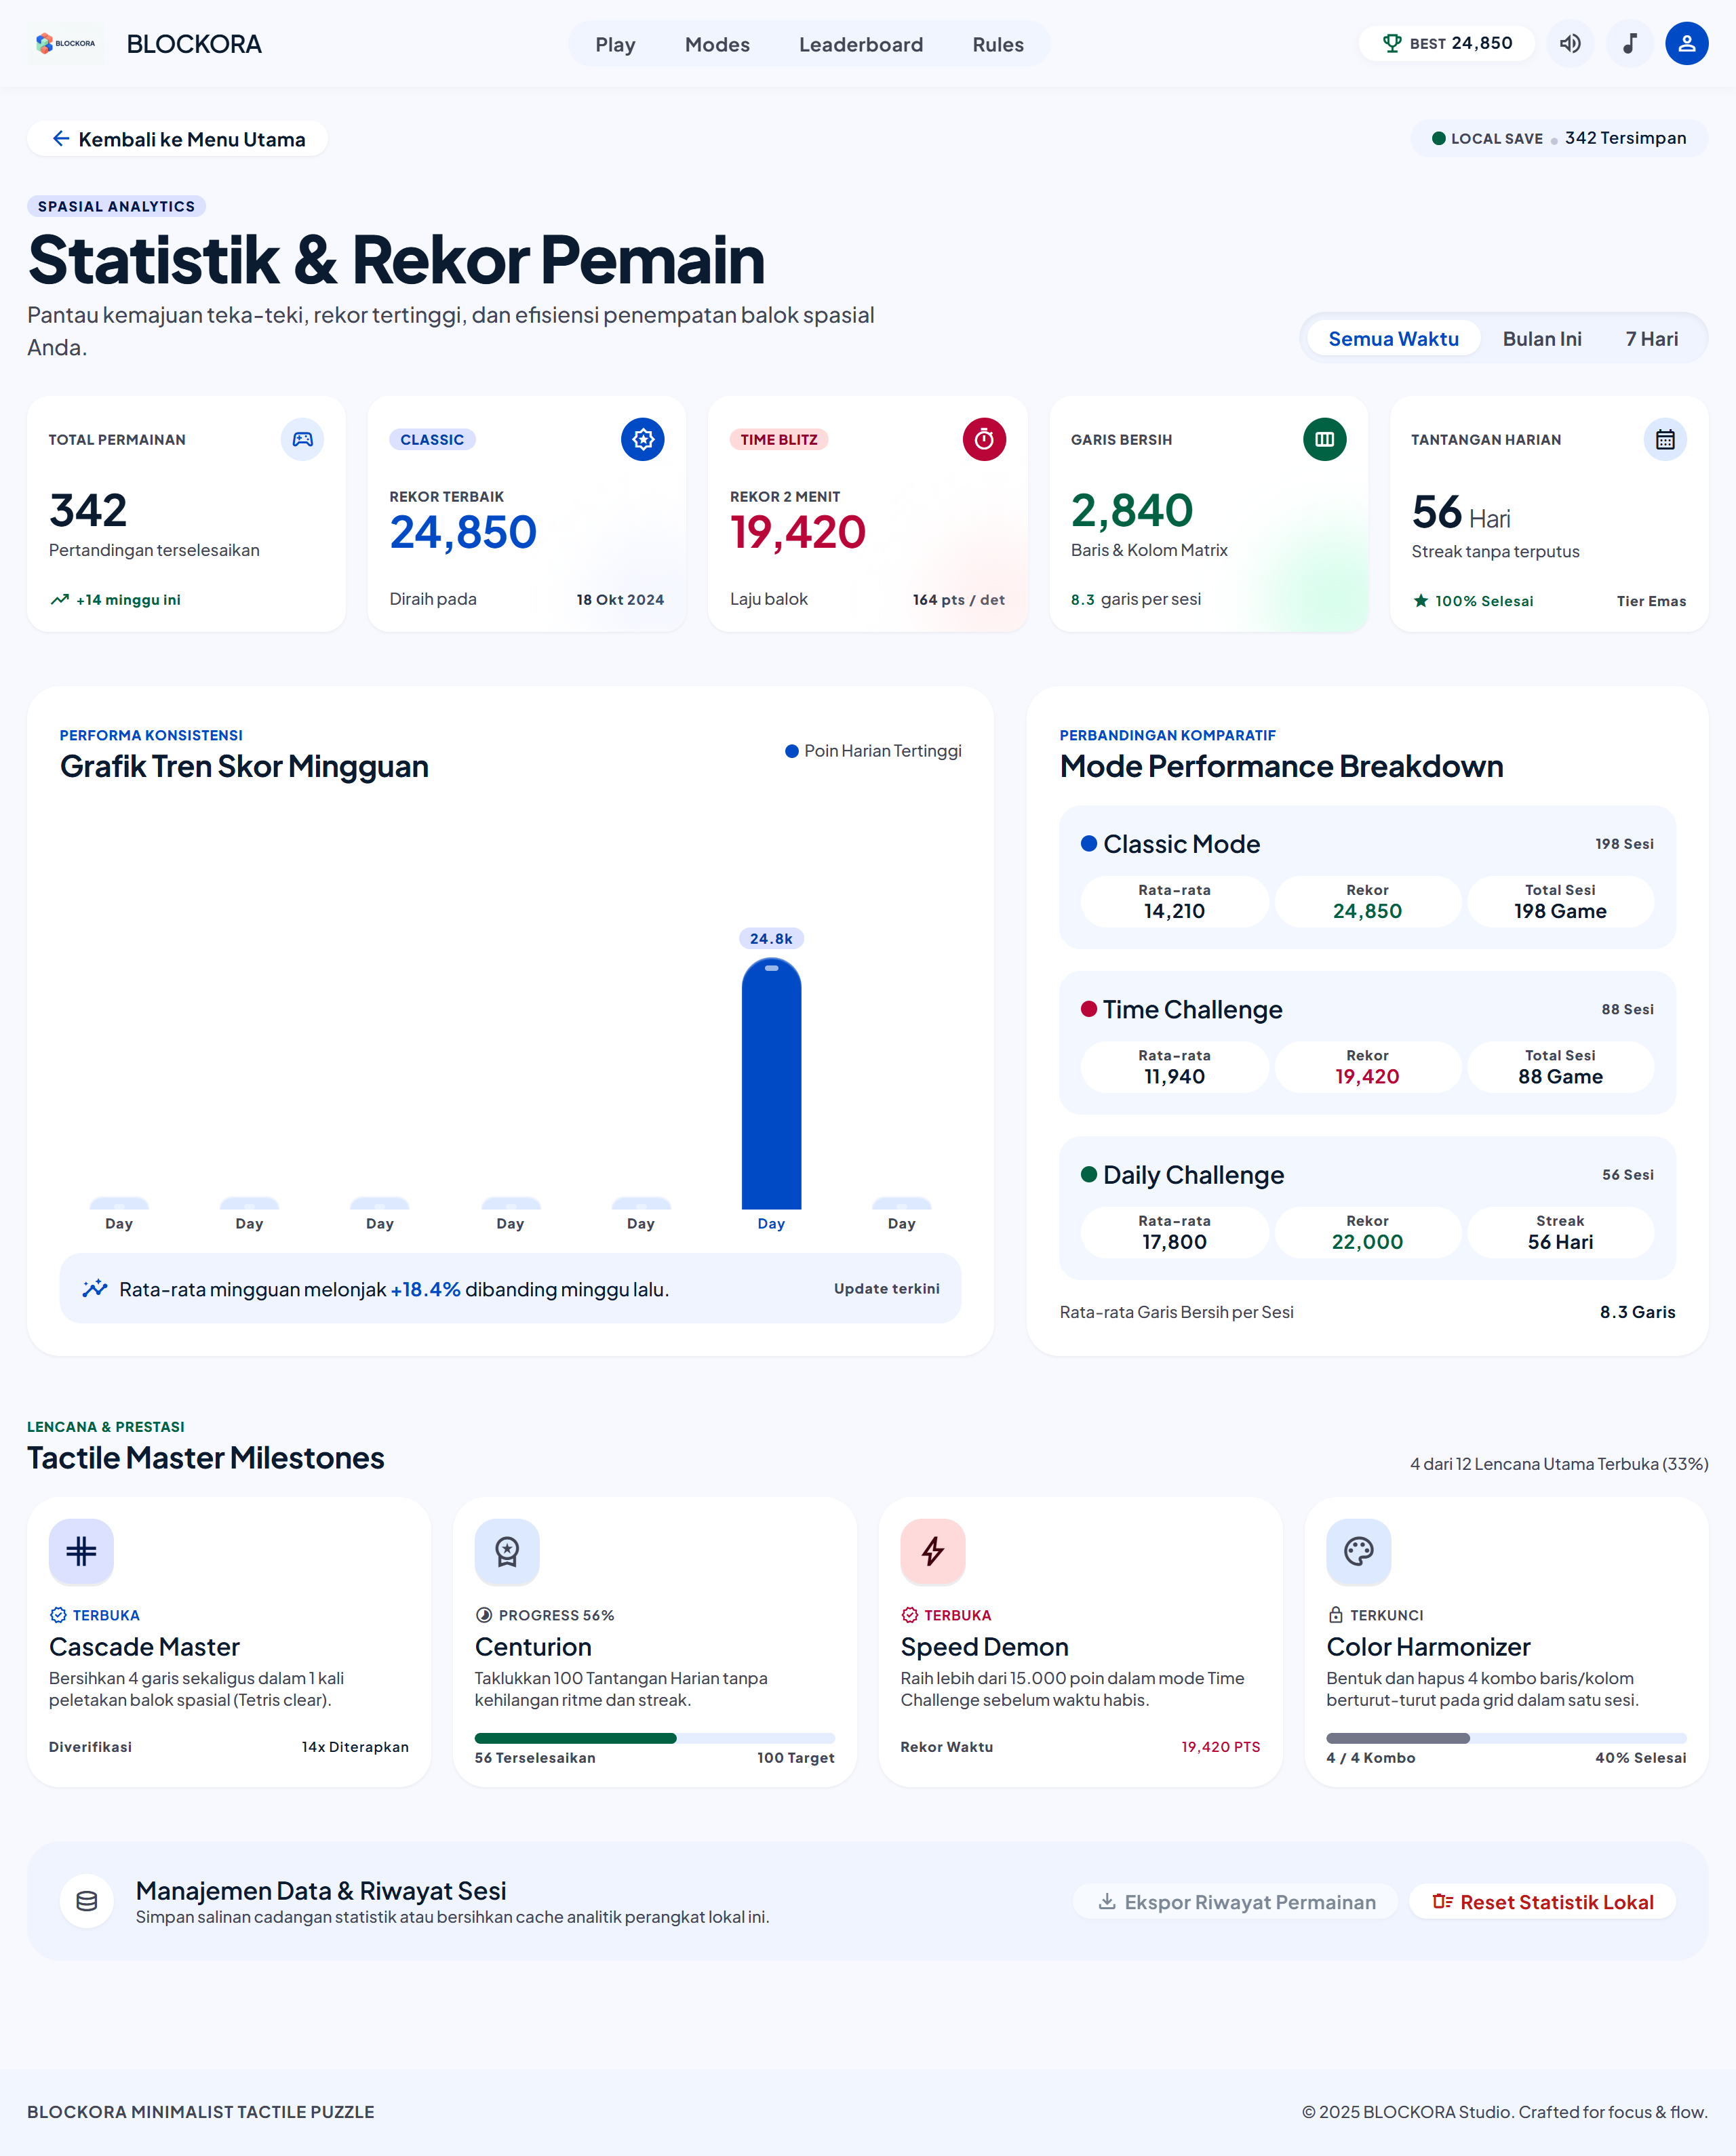 BLOCKORA
BLOCKORA
Play
Modes
Leaderboard
Rules
BEST 24,850
Kembali ke Menu Utama
LOCAL SAVE 342 Tersimpan
SPASIAL ANALYTICS
Statistik & Rekor Pemain
Pantau kemajuan teka-teki, rekor tertinggi, dan efisiensi penempatan balok spasial
Anda.
Semua Waktu
Bulan Ini
7 Hari
TOTAL PERMAINAN
342
Pertandingan terselesaikan
+14 minggu ini
CLASSIC
REKOR TERBAIK
24,850
Diraih pada
18 Okt 2024
TIME BLITZ
REKOR 2 MENIT
19,420
Laju balok
164 pts / det
GARIS BERSIH
2,840
Baris & Kolom Matrix
8.3 garis per sesi
TANTANGAN HARIAN
56 Hari
Streak tanpa terputus
100% Selesai
Tier Emas
PERFORMA KONSISTENSI
Grafik Tren Skor Mingguan
Poin Harian Tertinggi
24.8k
Day
Day
Day
Day
Day
Day
Day
Rata-rata mingguan melonjak +18.4% dibanding minggu lalu.
Update terkini
PERBANDINGAN KOMPARATIF
Mode Performance Breakdown
Classic Mode
198 Sesi
Rata-rata
14,210
Rekor
24,850
Total Sesi
198 Game
Time Challenge
88 Sesi
Rata-rata
11,940
Rekor
19,420
Total Sesi
88 Game
Daily Challenge
56 Sesi
Rata-rata
17,800
Rekor
22,000
Streak
56 Hari
Rata-rata Garis Bersih per Sesi
8.3 Garis
LENCANA & PRESTASI
Tactile Master Milestones
4 dari 12 Lencana Utama Terbuka (33%)
TERBUKA
Cascade Master
Bersihkan 4 garis sekaligus dalam 1 kali
peletakan balok spasial (Tetris clear).
Diverifikasi
14x Diterapkan
PROGRESS 56%
Centurion
Taklukkan 100 Tantangan Harian tanpa
kehilangan ritme dan streak.
56 Terselesaikan
100 Target
TERBUKA
Speed Demon
Raih lebih dari 15.000 poin dalam mode Time
Challenge sebelum waktu habis.
Rekor Waktu
19,420 PTS
TERKUNCI
Color Harmonizer
Bentuk dan hapus 4 kombo baris/kolom
berturut-turut pada grid dalam satu sesi.
4 / 4 Kombo
40% Selesai
Manajemen Data & Riwayat Sesi
Simpan salinan cadangan statistik atau bersihkan cache analitik perangkat lokal ini.
Ekspor Riwayat Permainan
Reset Statistik Lokal
BLOCKORA MINIMALIST TACTILE PUZZLE
© 2025 BLOCKORA Studio. Crafted for focus & flow.